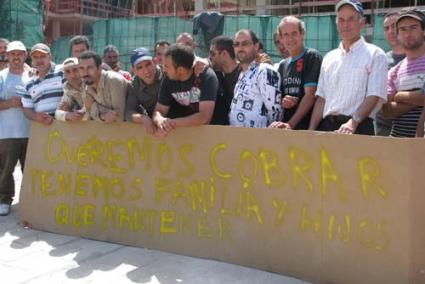 QUEREMOS COBRAR
TENEMOS FAMILIA Y HIJOS
QUE MANTENER